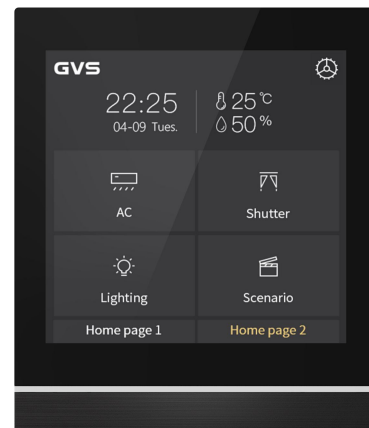 GVS
22:25
25°C
04-09 Tues.
50%
AC
Shutter
Lighting
Scenario
Home page 1
Home page 2